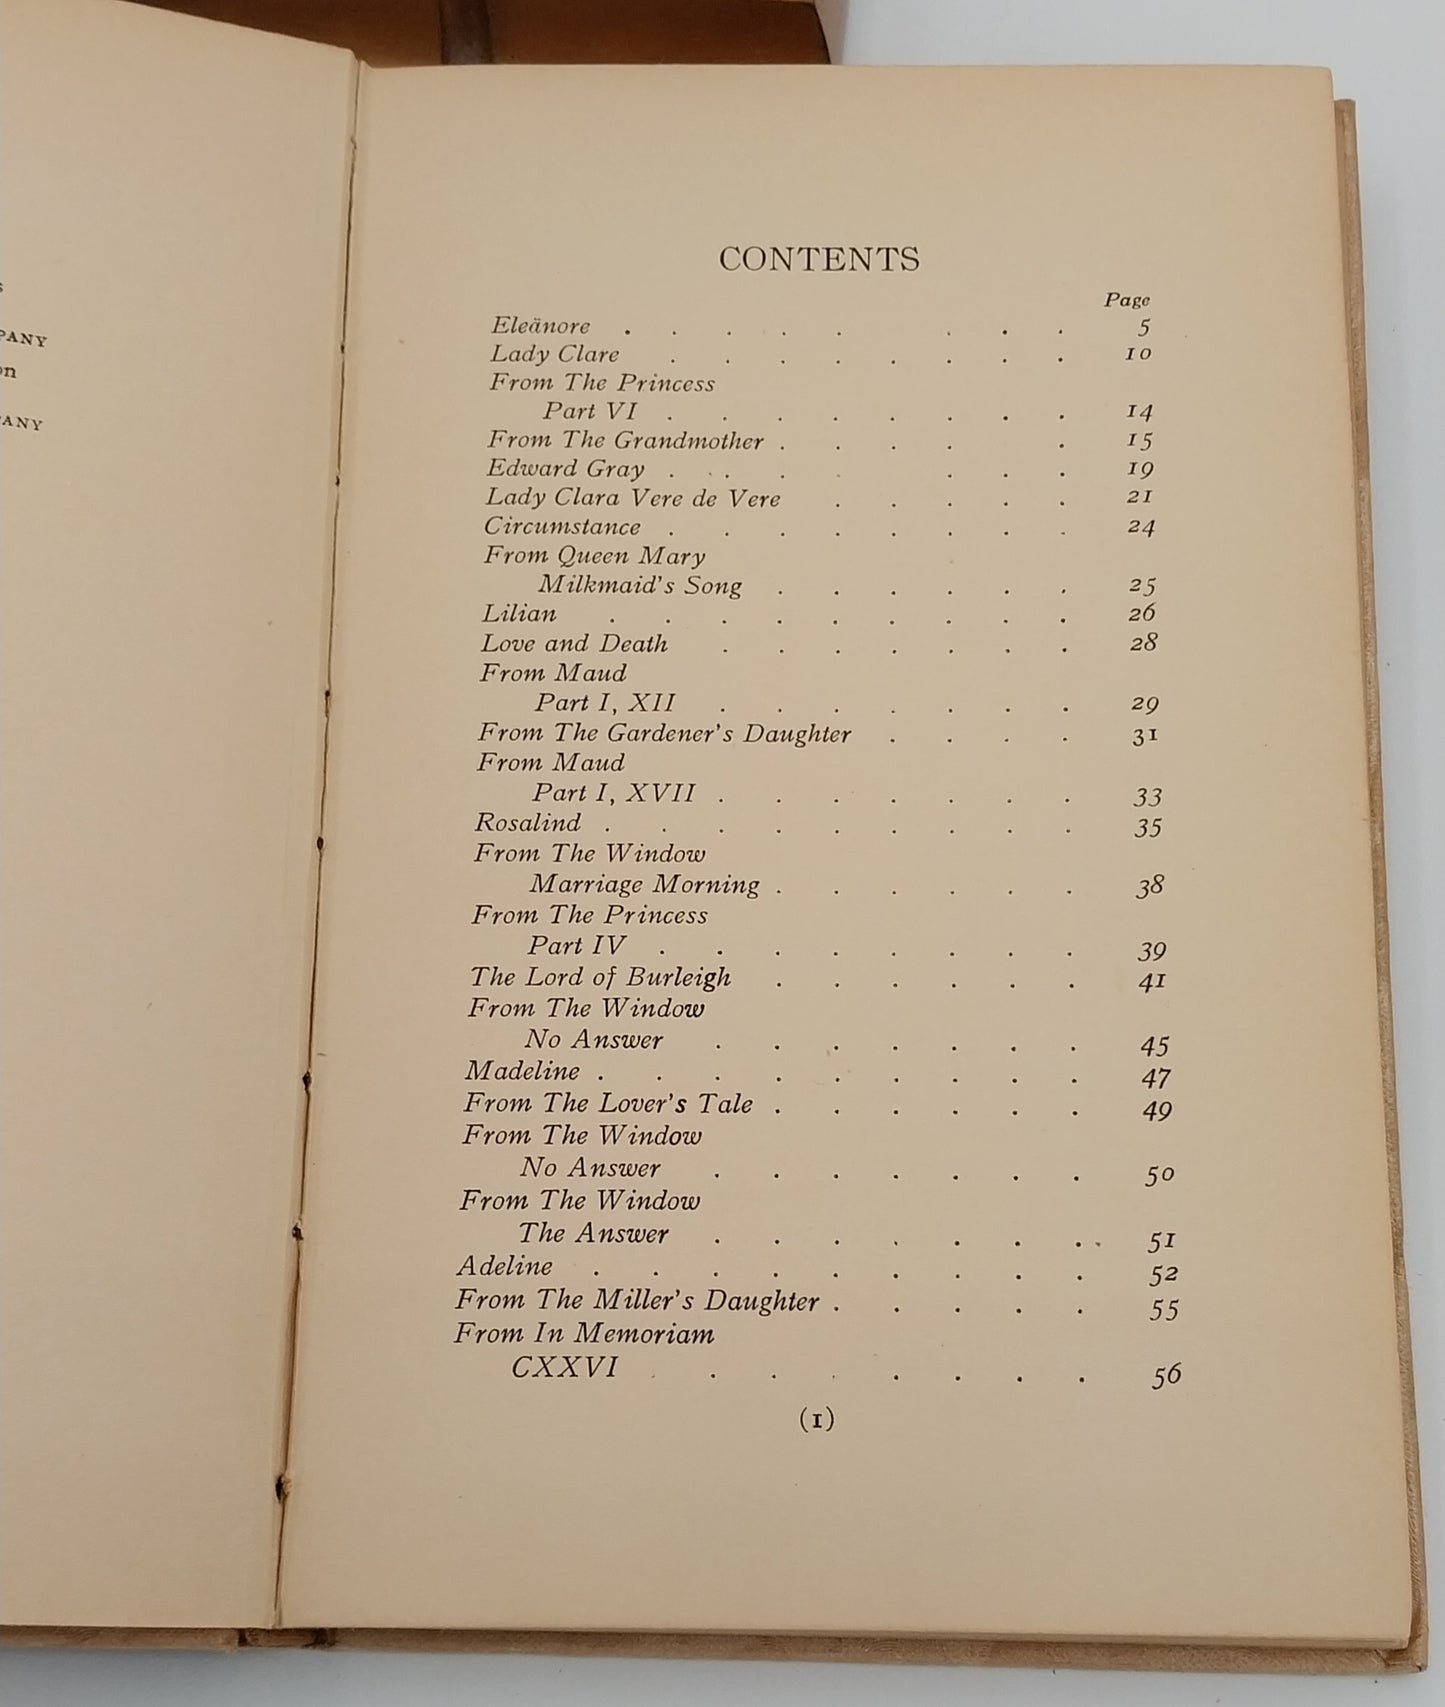 PANY
on
PANY
CONTENTS
Page
Eleänore . . . . . . . . 5
Lady Clare . . . . . . . . 10
From The Princess
Part VI . . . . . . . . 14
From The Grandmother . . . . . 15
Edward Gray . . . . . . . 19
Lady Clara Vere de Vere . . . . . 21
Circumstance . . . . . . . . 24
From Queen Mary
Milkmaid's Song . . . . . . 25
Lilian . . . . . . . . . 26
Love and Death . . . . . . . 28
From Maud
Part I, XII . . . . . . . 29
From The Gardener's Daughter . . . . 31
From Maud
Part I, XVII . . . . . . . 33
Rosalind . . . . . . . . . 35
From The Window
Marriage Morning . . . . . . 38
From The Princess
Part IV . . . . . . . . 39
The Lord of Burleigh . . . . . . 41
From The Window
No Answer . . . . . . . 45
Madeline . . . . . . . . . 47
From The Lover's Tale . . . . . . 49
From The Window
No Answer . . . . . . . 50
From The Window
The Answer . . . . . . . 51
Adeline . . . . . . . . . 52
From The Miller's Daughter . . . . . 55
From In Memoriam
CXXVI . . . . . . . . 56
(1)